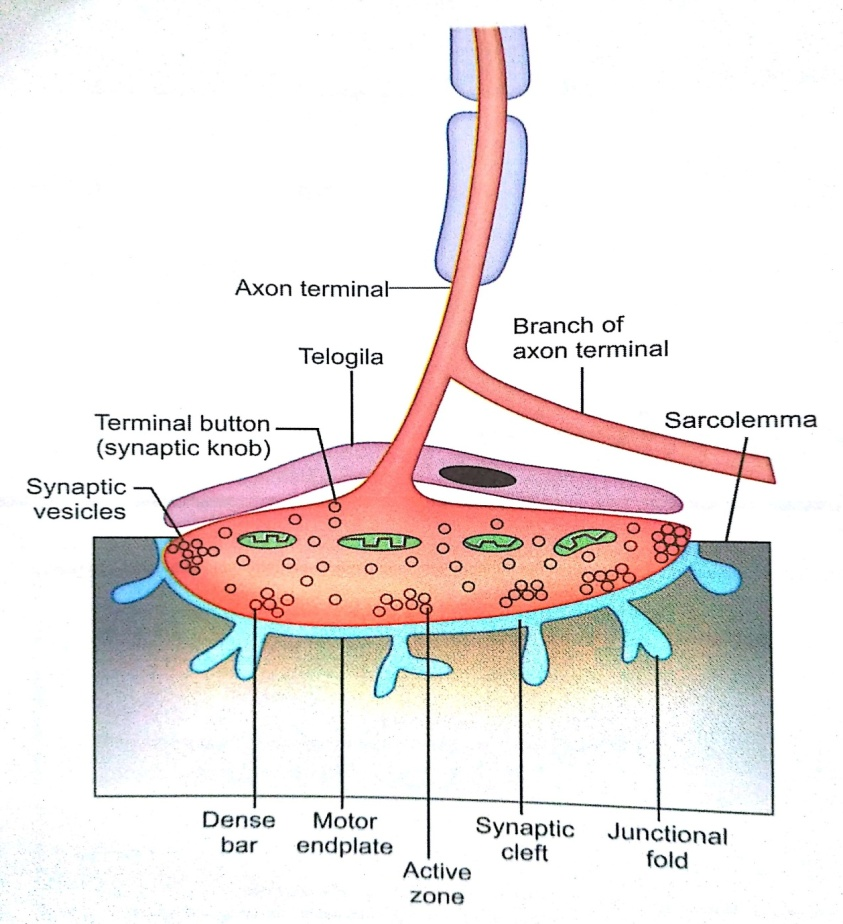 Axon terminal
Branch of
axon terminal
Telogila
Sarcolemma
Terminal button
(synaptic knob)
Synaptic
vesicles
Dense
bar
Motor
endplate
Active
zone
Synaptic
cleft
Junctional
fold